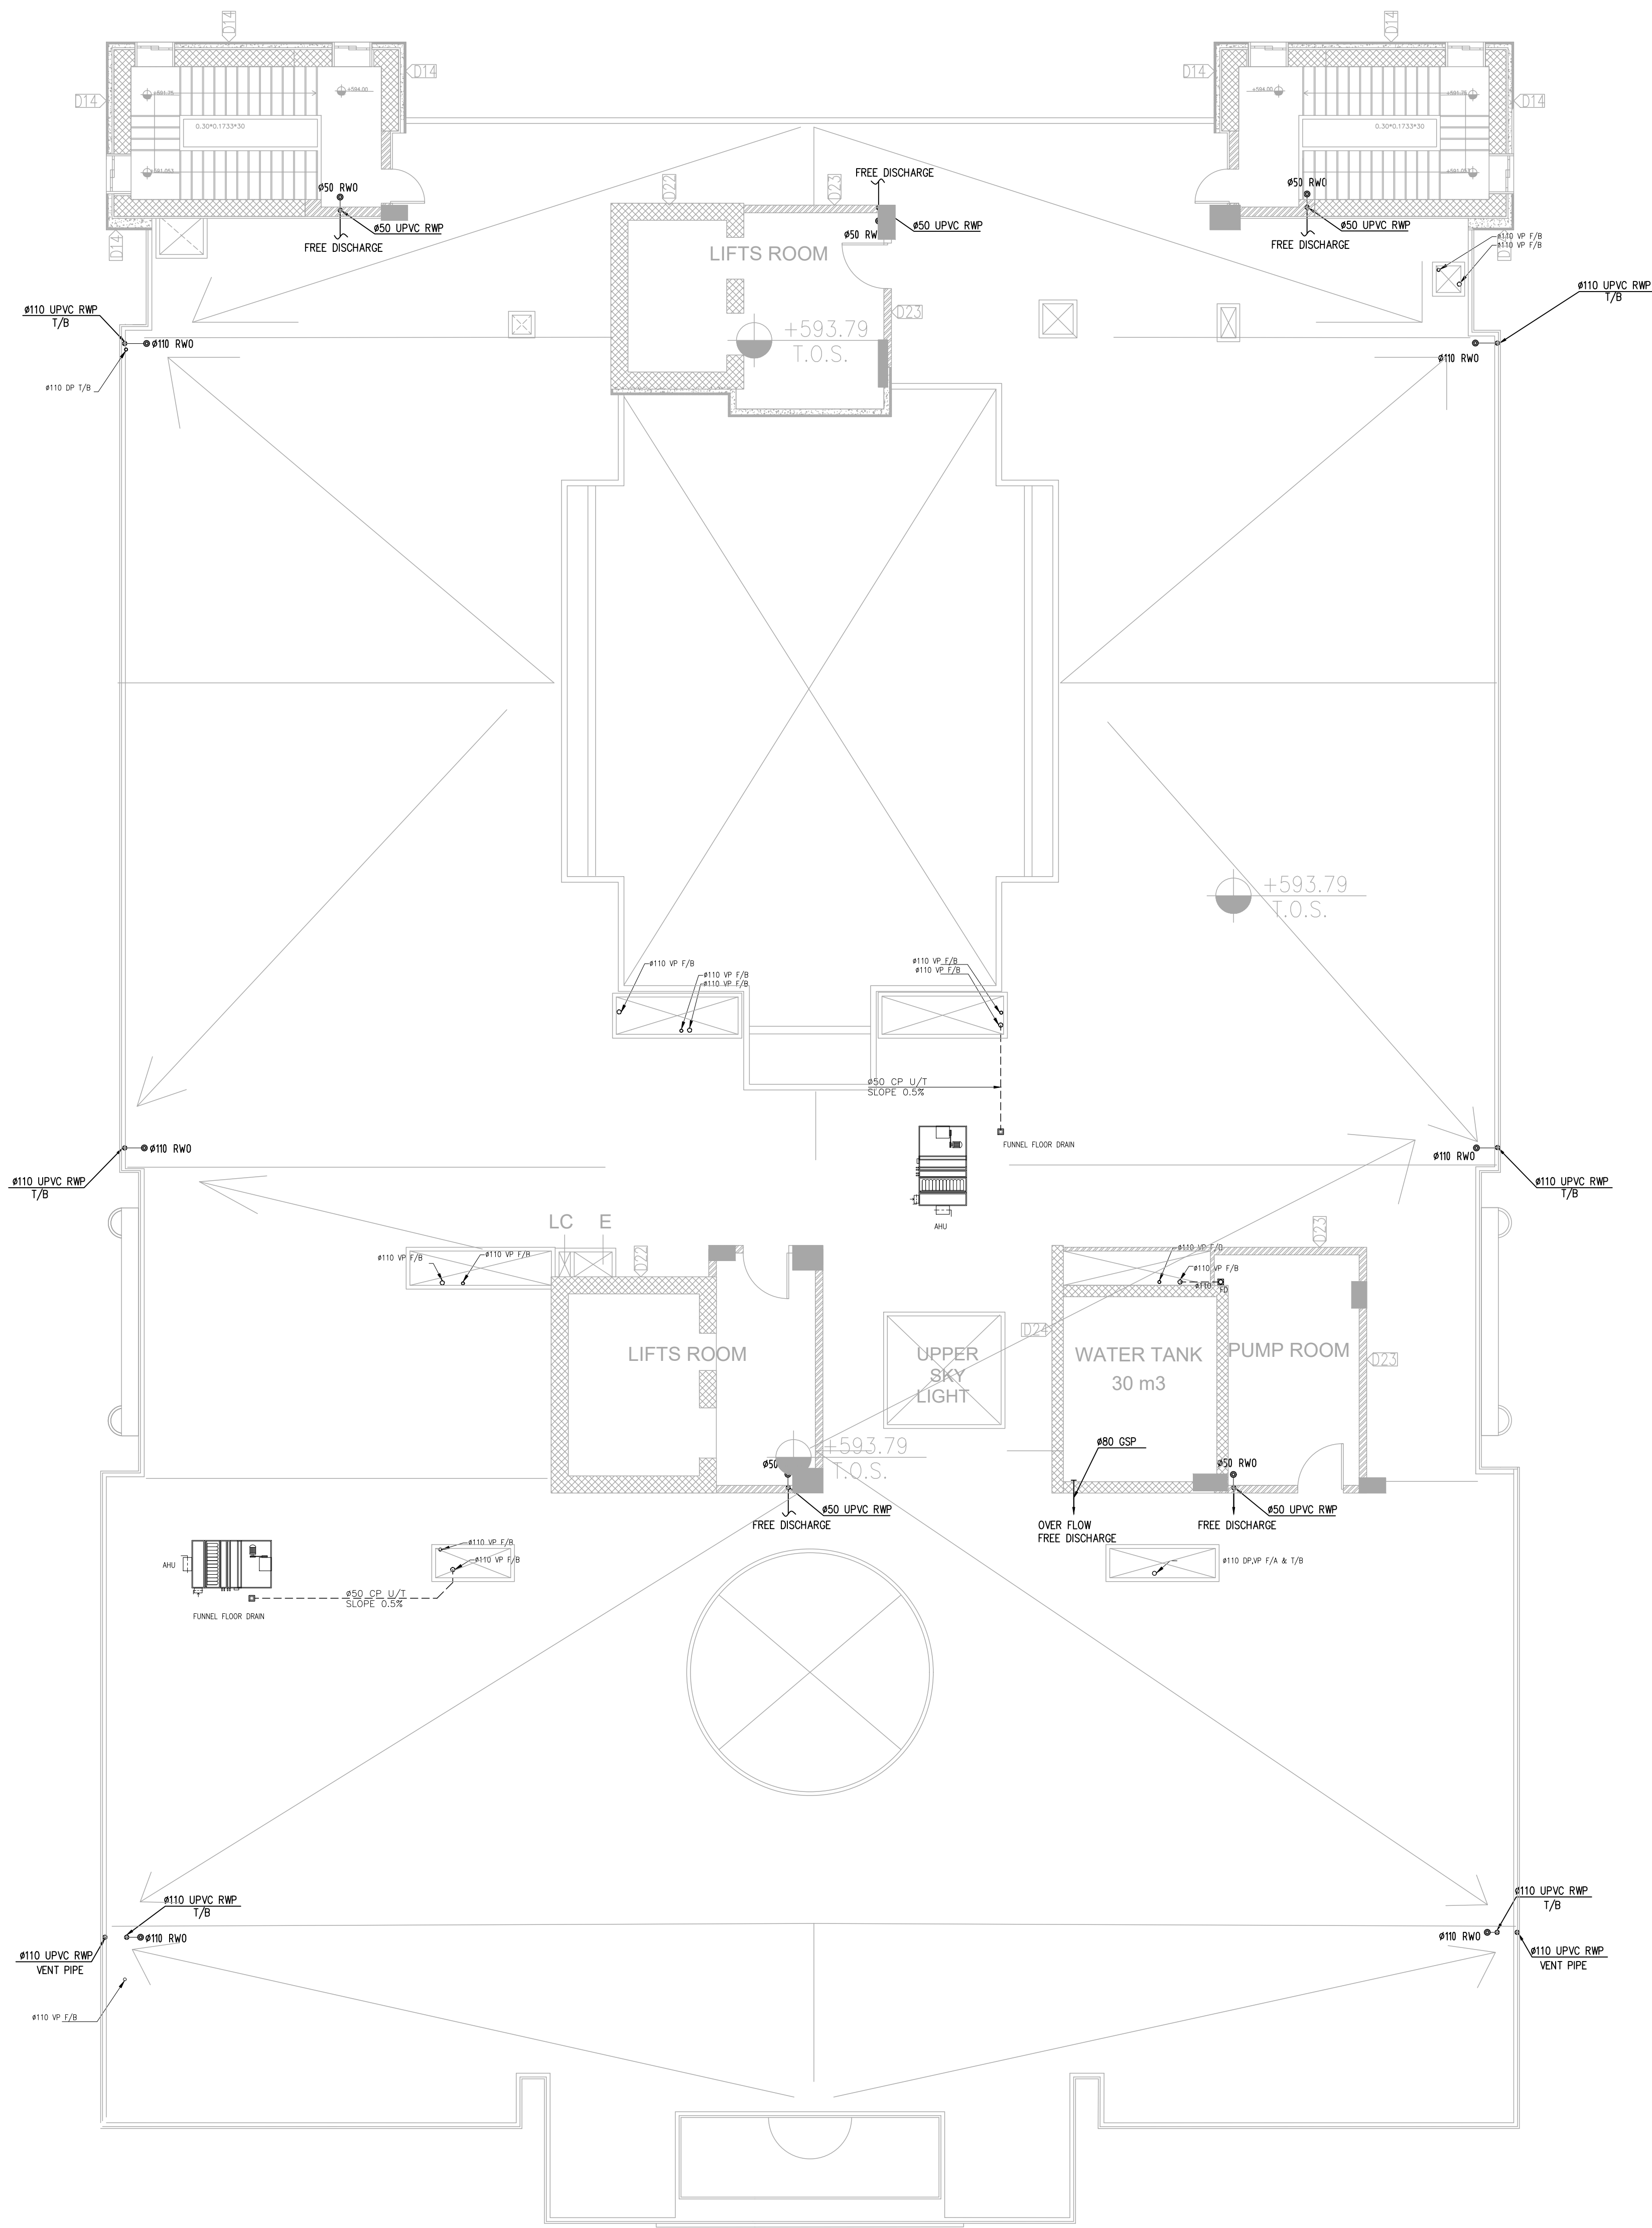 D14
D14
D14
D14
D14
D14
+591.75
+594.00
+594.00
0.30*0.1733*30
0.30*0.1733*30
D22
D23
FREE DISCHARGE
Ø50 RWO
Ø50 UPVC RWP
FREE DISCHARGE
D14
Ø50 UPVC RWP
LIFTS ROOM
Ø50 RWO
Ø50 UPVC RWP
FREE DISCHARGE
Ø110 VP F/B
Ø110 VP F/B
Ø110 UPVC RWP
T/B
Ø110 RWO
Ø110 DP T/B
+593.79
T.O.S.
D23
Ø110 UPVC RWP
T/B
Ø110 RWO
+593.79
T.O.S.
Ø110 VP F/B
Ø110 VP F/B
Ø110 VP F/B
Ø110 VP F/B
Ø110 VP F/B
Ø50 CP U/T
SLOPE 0.5%
FUNNEL FLOOR DRAIN
AHU
Ø110 RWO
Ø110 UPVC RWP
T/B
Ø110 RWO
Ø110 UPVC RWP
T/B
LC
E
D22
D23
Ø110 VP F/B
Ø110 VP F/B
Ø110 VP F/B
Ø110 VP F/B
Ø110
FD
LIFTS ROOM
UPPER
SKY
LIGHT
D24
WATER TANK
30 m3
PUMP ROOM
D23
+593.79
T.O.S.
Ø50
Ø50 UPVC RWP
FREE DISCHARGE
Ø80 GSP
OVER FLOW
FREE DISCHARGE
Ø50 RWO
Ø50 UPVC RWP
FREE DISCHARGE
AHU
FUNNEL FLOOR DRAIN
Ø50 CP U/T
SLOPE 0.5%
Ø110 VP F/B
Ø110 VP F/B
Ø110 DP,VP F/A & T/B
Ø110 UPVC RWP
T/B
Ø110 RWO
Ø110 UPVC RWP
VENT PIPE
Ø110 VP F/B
Ø110 UPVC RWP
T/B
Ø110 RWO
Ø110 UPVC RWP
VENT PIPE